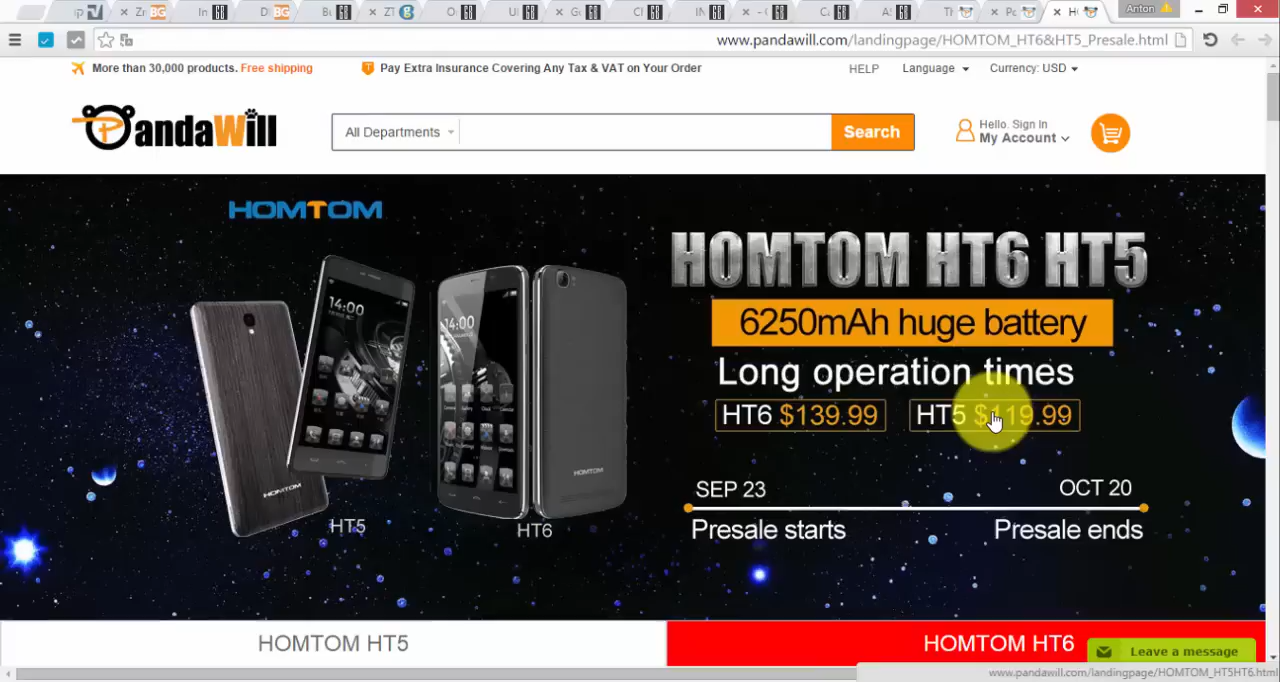 Anton
www.pandawill.com/landingpage/HOMTOM_HT6&HT5_Presale.html
More than 30,000 products. Free shipping
Pay Extra Insurance Covering Any Tax & VAT on Your Order
HELP
Language
Currency: USD
PandaWill
All Departments
Search
Hello. Sign In
My Account
HOMTOM
HOMTOM HT6 HT5
6250mAh huge battery
Long operation times
HT6 $139.99
HT5 $119.99
14:00
14:00
HOMTOM
HOMTOM
HT5
HT6
SEP 23
OCT 20
Presale starts
Presale ends
HOMTOM HT5
HOMTOM HT6
Leave a message
www.pandawill.com/landingpage/HOMTOM_HT5HT6.html